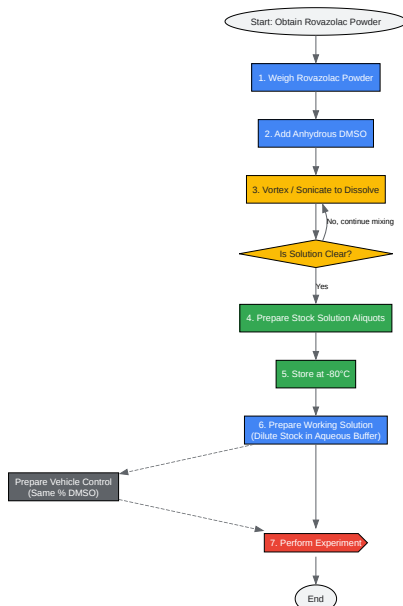 Start: Obtain Rovazolac Powder
1. Weigh Rovazolac Powder
2. Add Anhydrous DMSO
3. Vortex / Sonicate to Dissolve
No, continue mixing
Is Solution Clear?
Yes
4. Prepare Stock Solution Aliquots
5. Store at -80°C
6. Prepare Working Solution
(Dilute Stock in Aqueous Buffer)
Prepare Vehicle Control
(Same % DMSO)
7. Perform Experiment
End